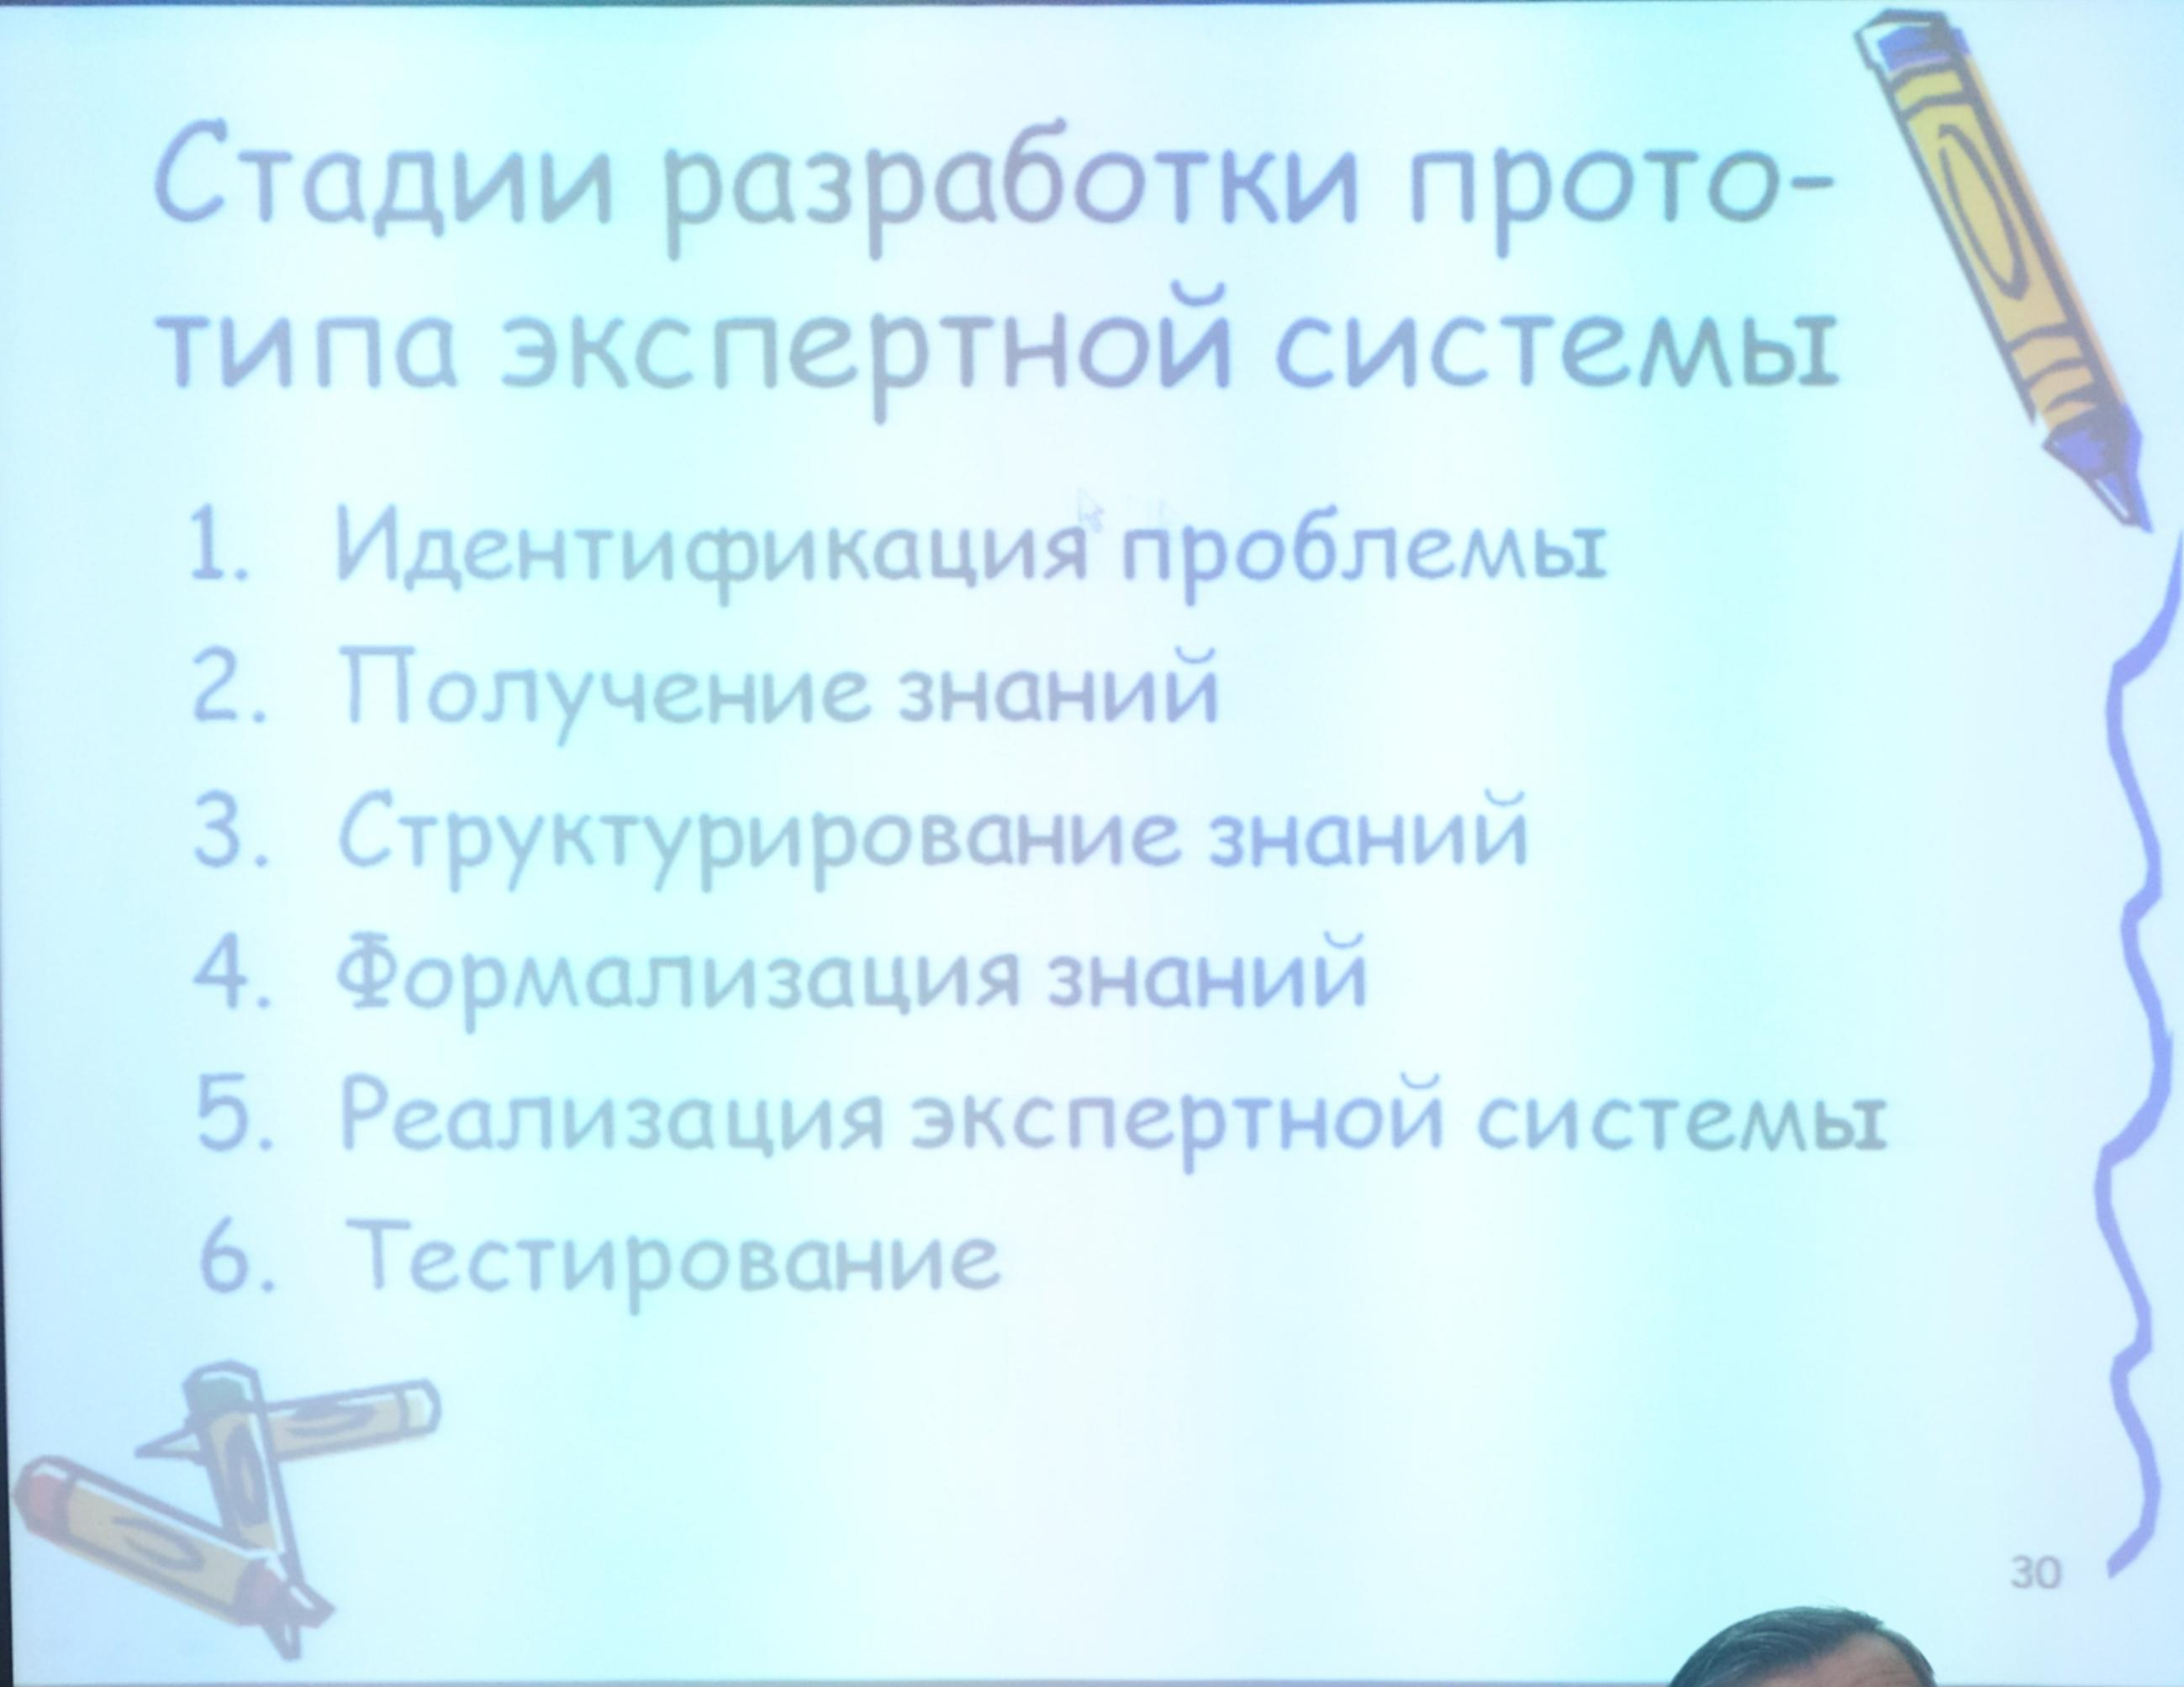 Стадии разработки прото-
типа экспертной системы
1. Идентификация проблемы
2. Получение знаний
3. Структурирование знаний
4. Формализация знаний
5. Реализация экспертной системы
6. Тестирование
30